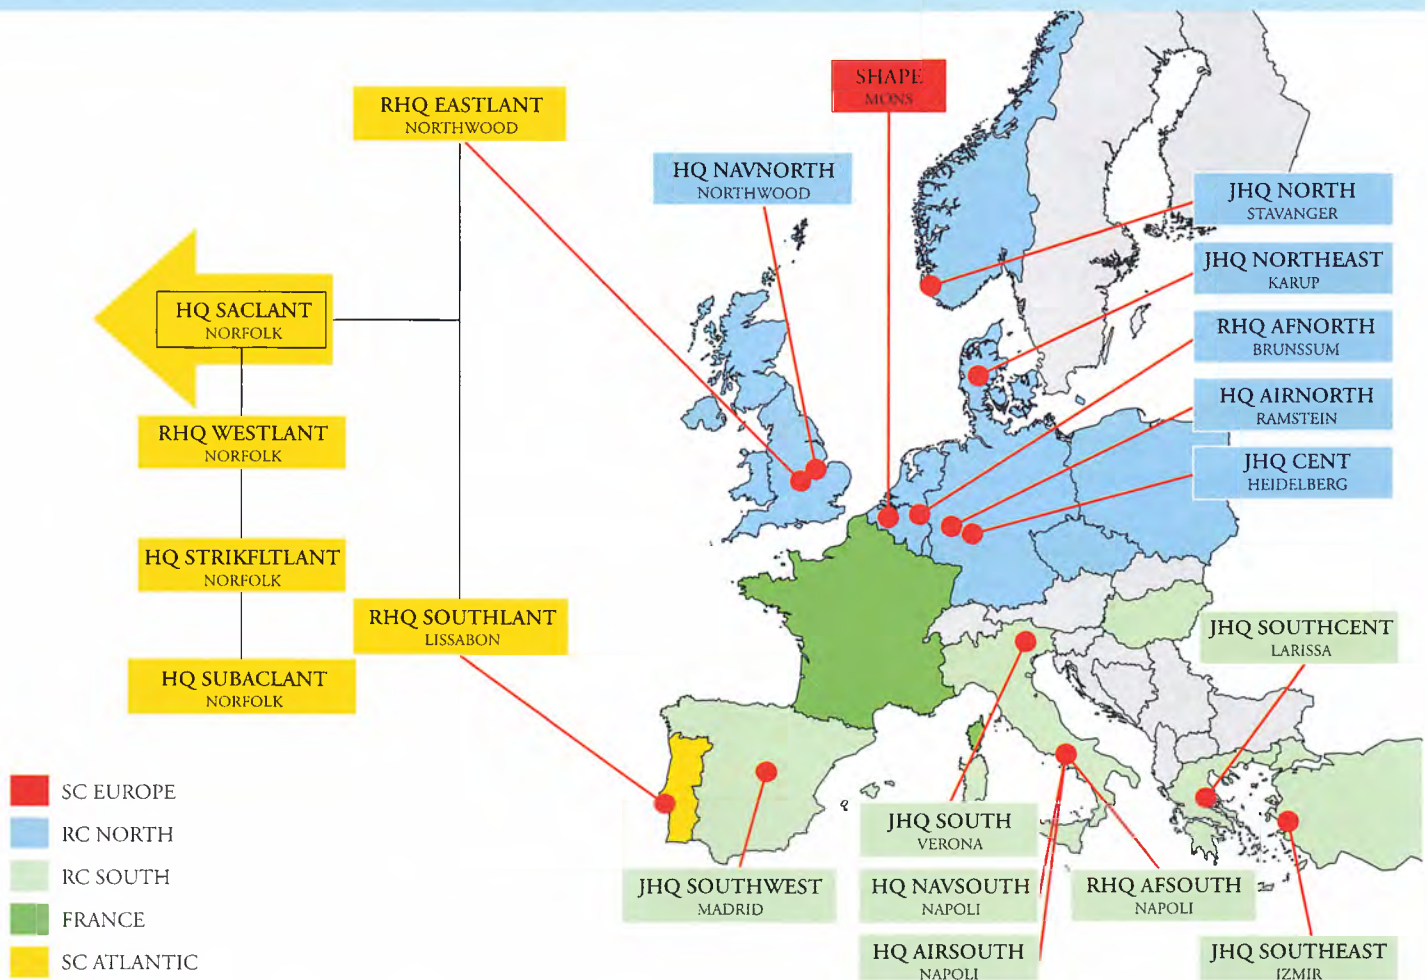 SHAPE
MONS
RHQ EASTLANT
NORTHWOOD
HQ NAVNORTH
NORTHWOOD
JHQ NORTH
STAVANGER
JHQ NORTHEAST
KARUP
HQ SACLANT
NORFOLK
RHQ AFNORTH
BRUNSSUM
HQ AIRNORTH
RAMSTEIN
RHQ WESTLANT
NORFOLK
JHQ CENT
HEIDELBERG
HQ STRIKFLTLANT
NORFOLK
RHQ SOUTHLANT
LISSABON
JHQ SOUTHCENT
LARISSA
HQ SUBACLANT
NORFOLK
SC EUROPE
RC NORTH
RC SOUTH
FRANCE
SC ATLANTIC
JHQ SOUTH
VERONA
JHQ SOUTHWEST
MADRID
HQ NAVSOUTH
NAPOLI
RHQ AFSOUTH
NAPOLI
HQ AIRSOUTH
NAPOLI
JHQ SOUTHEAST
IZMIR